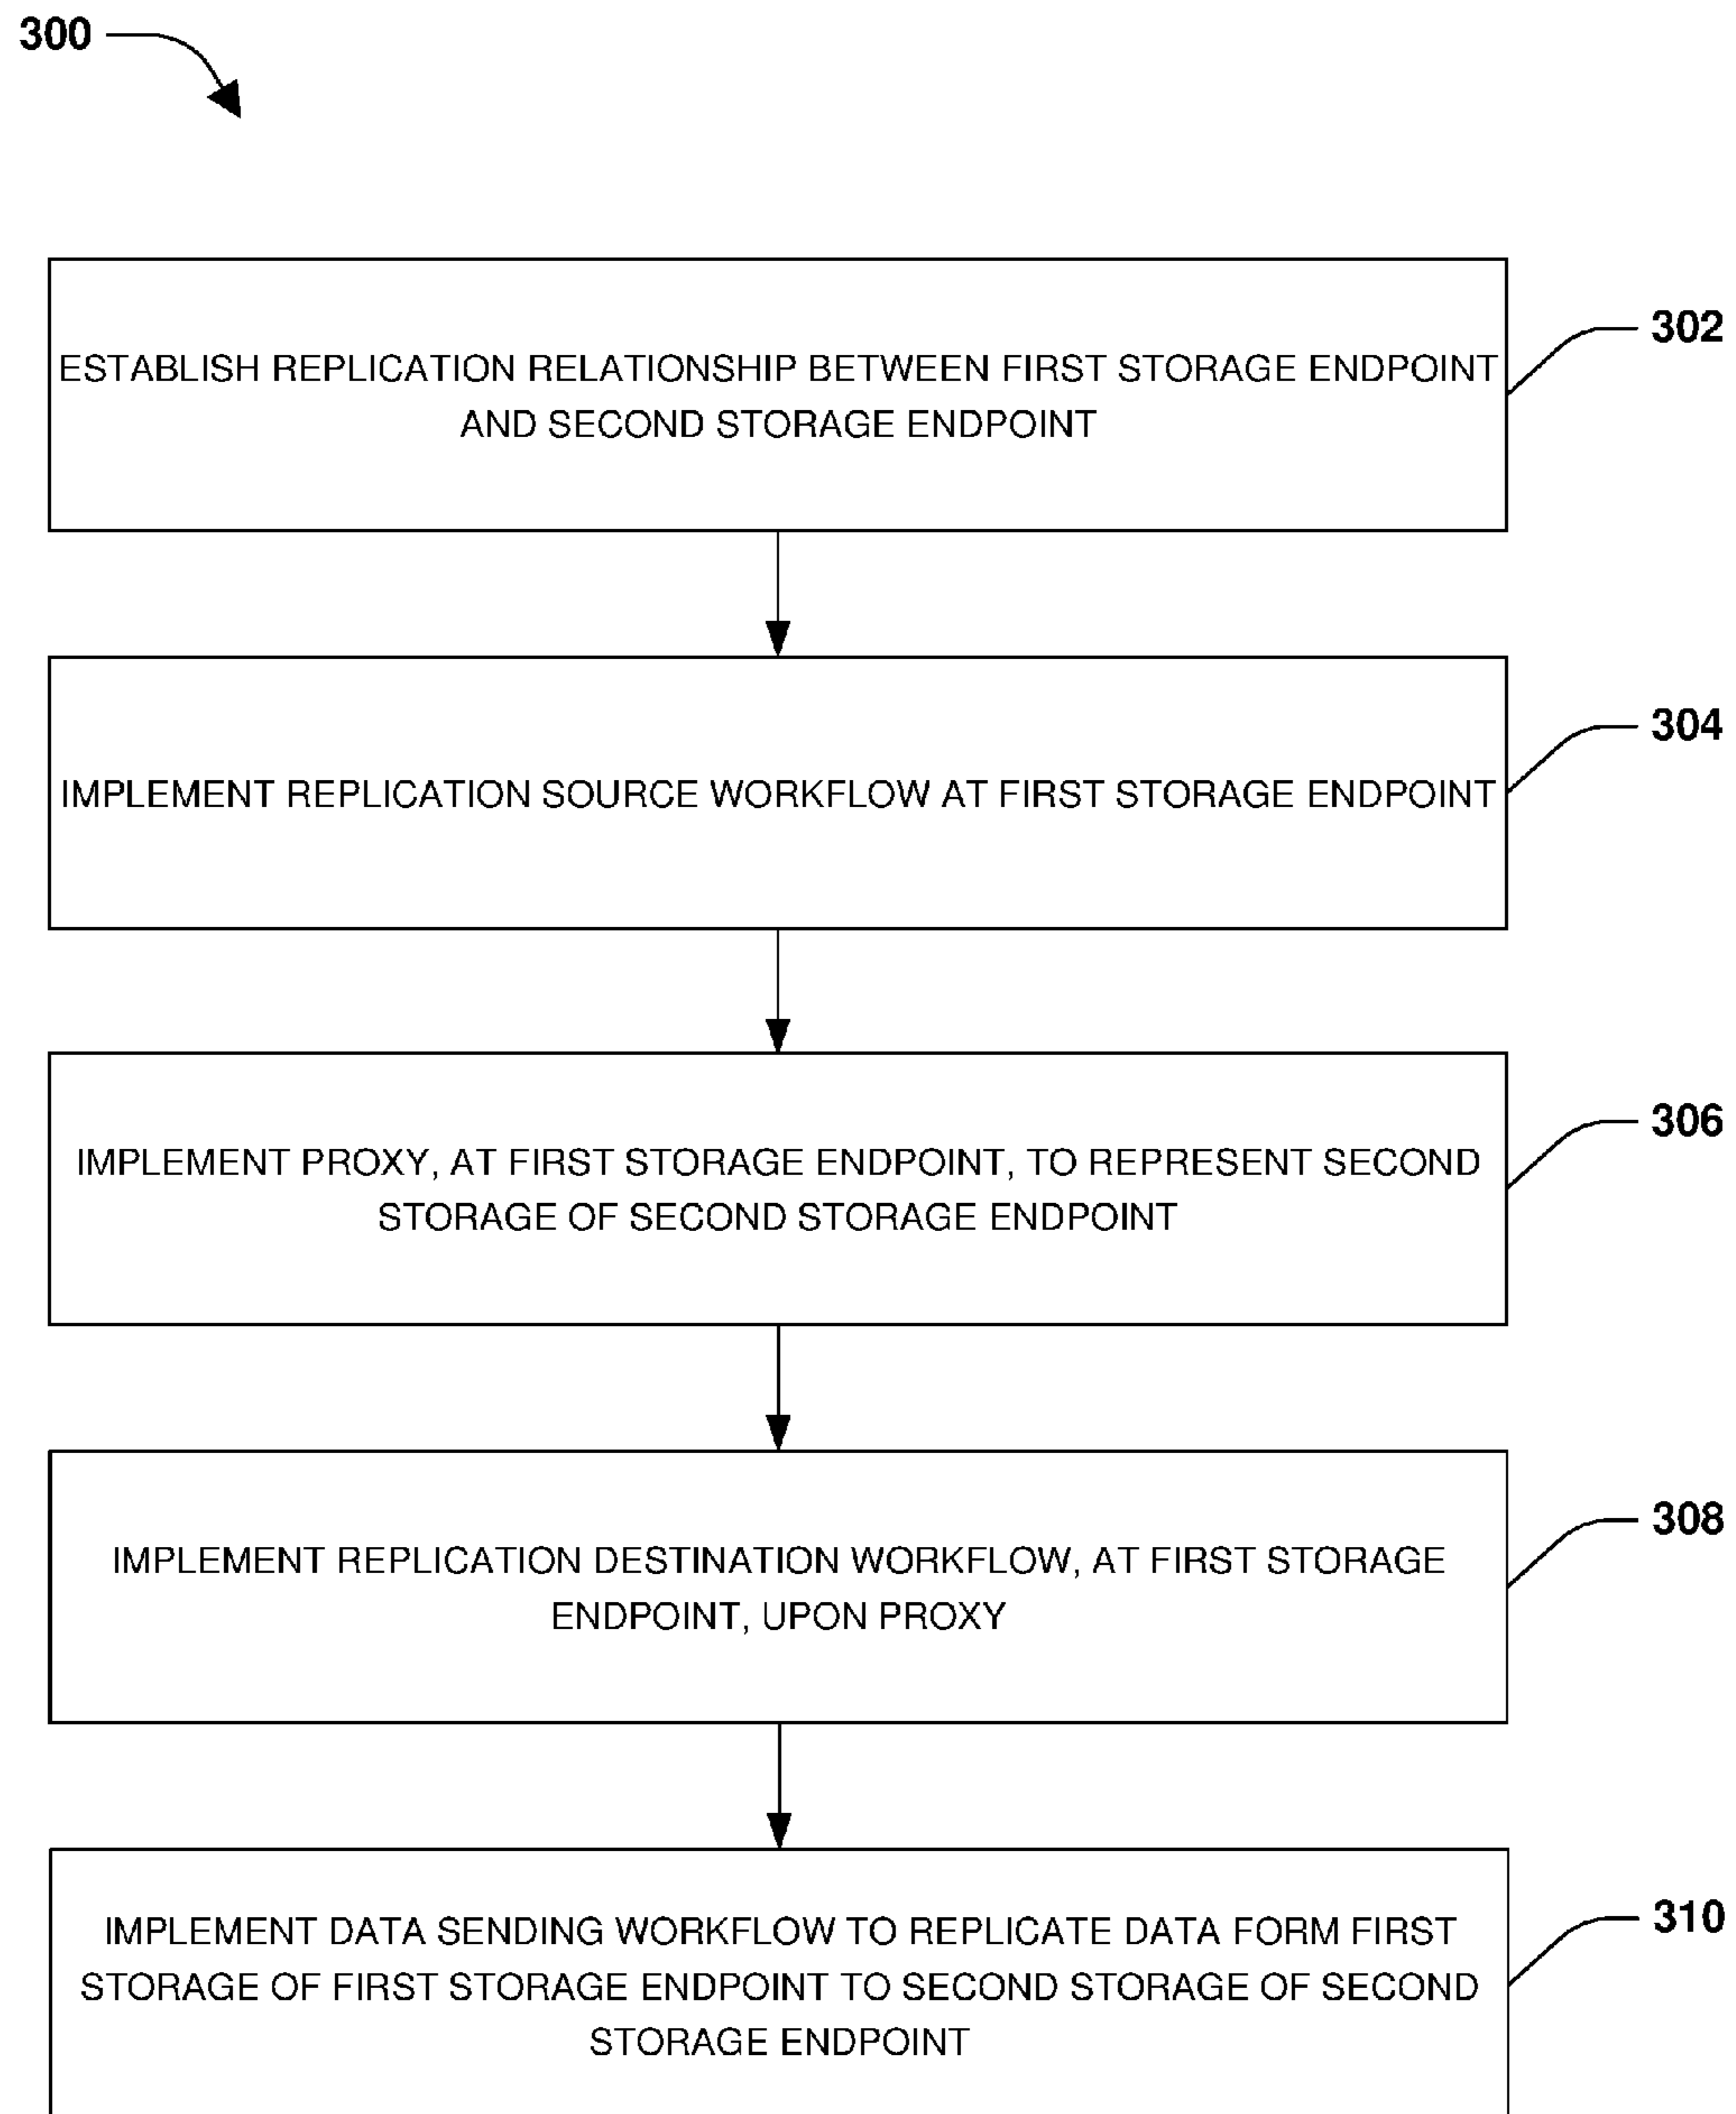 300
ESTABLISH REPLICATION RELATIONSHIP BETWEEN FIRST STORAGE ENDPOINT
AND SECOND STORAGE ENDPOINT
302
IMPLEMENT REPLICATION SOURCE WORKFLOW AT FIRST STORAGE ENDPOINT
304
IMPLEMENT PROXY, AT FIRST STORAGE ENDPOINT, TO REPRESENT SECOND
STORAGE OF SECOND STORAGE ENDPOINT
306
IMPLEMENT REPLICATION DESTINATION WORKFLOW, AT FIRST STORAGE
ENDPOINT, UPON PROXY
308
IMPLEMENT DATA SENDING WORKFLOW TO REPLICATE DATA FORM FIRST
STORAGE OF FIRST STORAGE ENDPOINT TO SECOND STORAGE OF SECOND
STORAGE ENDPOINT
310